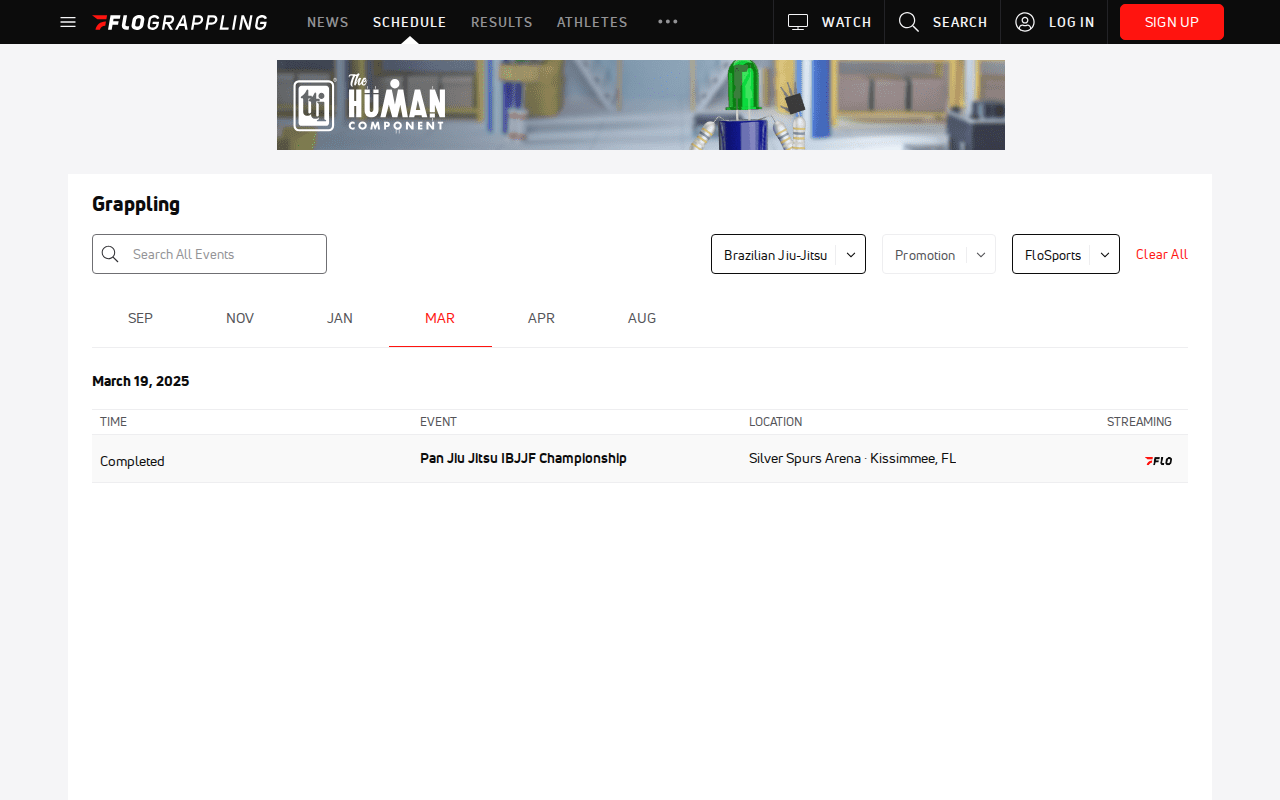 FLOGRAPPLING NEWS SCHEDULE RESULTS ATHLETES ••• WATCH SEARCH LOG IN SIGN UP
ttj® The HUMAN COMPONENT
Grappling
Search All Events Brazilian Jiu-Jitsu Promotion FloSports Clear All
SEP NOV JAN MAR APR AUG
March 19, 2025
TIME EVENT LOCATION STREAMING
Completed Pan Jiu Jitsu IBJJF Championship Silver Spurs Arena · Kissimmee, FL FLO